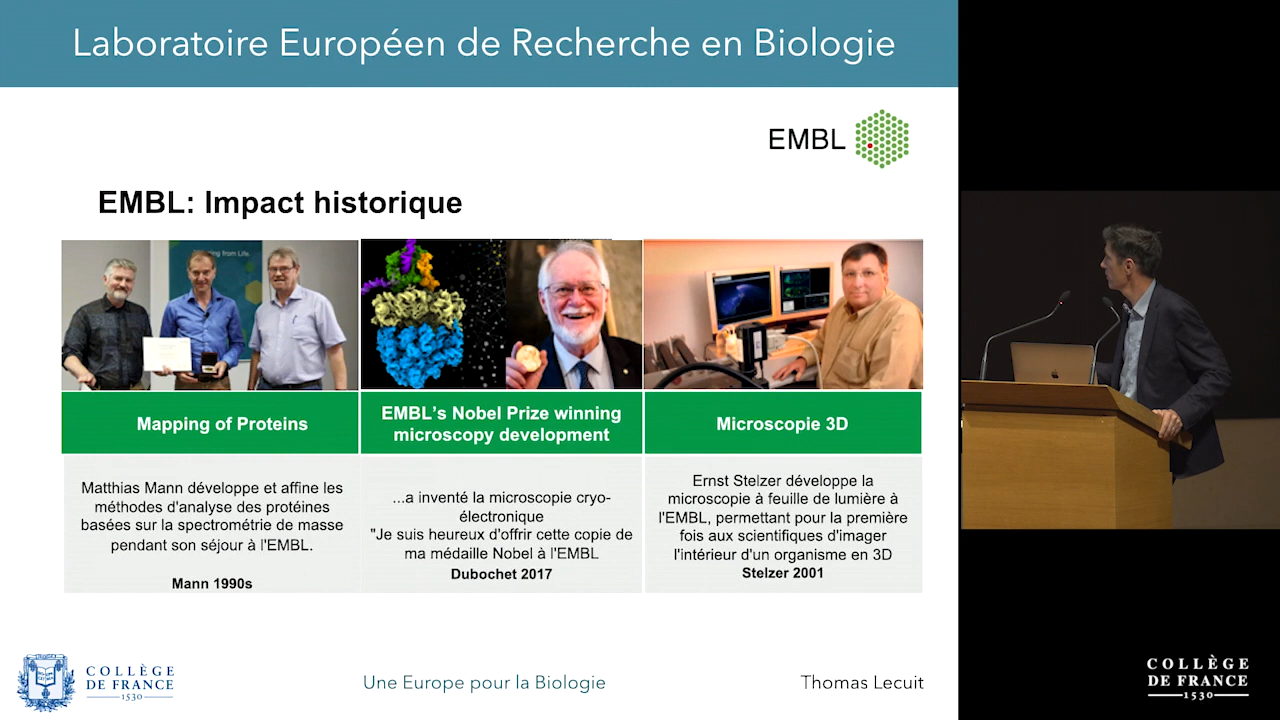 Laboratoire Européen de Recherche en Biologie
EMBL
EMBL: Impact historique
Mapping of Proteins
Matthias Mann développe et affine les
méthodes d'analyse des protéines
basées sur la spectrométrie de masse
pendant son séjour à l'EMBL.
Mann 1990s
EMBL's Nobel Prize winning
microscopy development
...a inventé la microscopie cryo-
électronique
"Je suis heureux d'offrir cette copie de
ma médaille Nobel à l'EMBL
Dubochet 2017
Microscopie 3D
Ernst Stelzer développe la
microscopie à feuille de lumière à
l'EMBL, permettant pour la première
fois aux scientifiques d'imager
l'intérieur d'un organisme en 3D
Stelzer 2001
COLLÈGE
DE FRANCE
1530
Une Europe pour la Biologie
Thomas Lecuit
COLLÈGE
DE FRANCE
1530